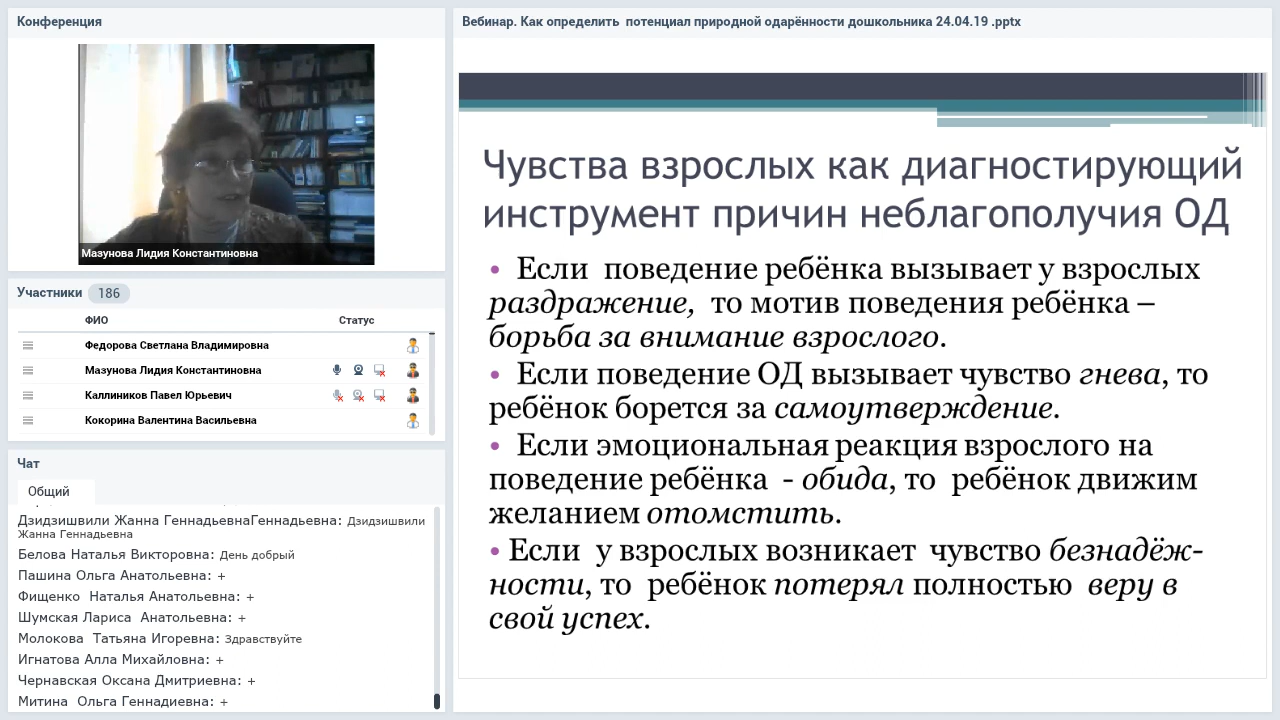 Конференция
Мазунова Лидия Константиновна
Участники 186
ФИО Статус
Федорова Светлана Владимировна
Мазунова Лидия Константиновна
Каллиников Павел Юрьевич
Кокорина Валентина Васильевна
Чат
Общий
Дзидзишвили Жанна ГеннадьевнаГеннадьевна: Дзидзишвили
Жанна Геннадьевна
Белова Наталья Викторовна: День добрый
Пашина Ольга Анатольевна: +
Фищенко Наталья Анатольевна: +
Шумская Лариса Анатольевна: +
Молокова Татьяна Игоревна: Здравствуйте
Игнатова Алла Михайловна: +
Чернавская Оксана Дмитриевна: +
Митина Ольга Геннадиевна: +
Вебинар. Как определить потенциал природной одарённости дошкольника 24.04.19 .pptx
Чувства взрослых как диагностирующий
инструмент причин неблагополучия ОД
• Если поведение ребёнка вызывает у взрослых
раздражение, то мотив поведения ребёнка –
борьба за внимание взрослого.
• Если поведение ОД вызывает чувство гнева, то
ребёнок борется за самоутверждение.
• Если эмоциональная реакция взрослого на
поведение ребёнка - обида, то ребёнок движим
желанием отомстить.
• Если у взрослых возникает чувство безнадёж-
ности, то ребёнок потерял полностью веру в
свой успех.